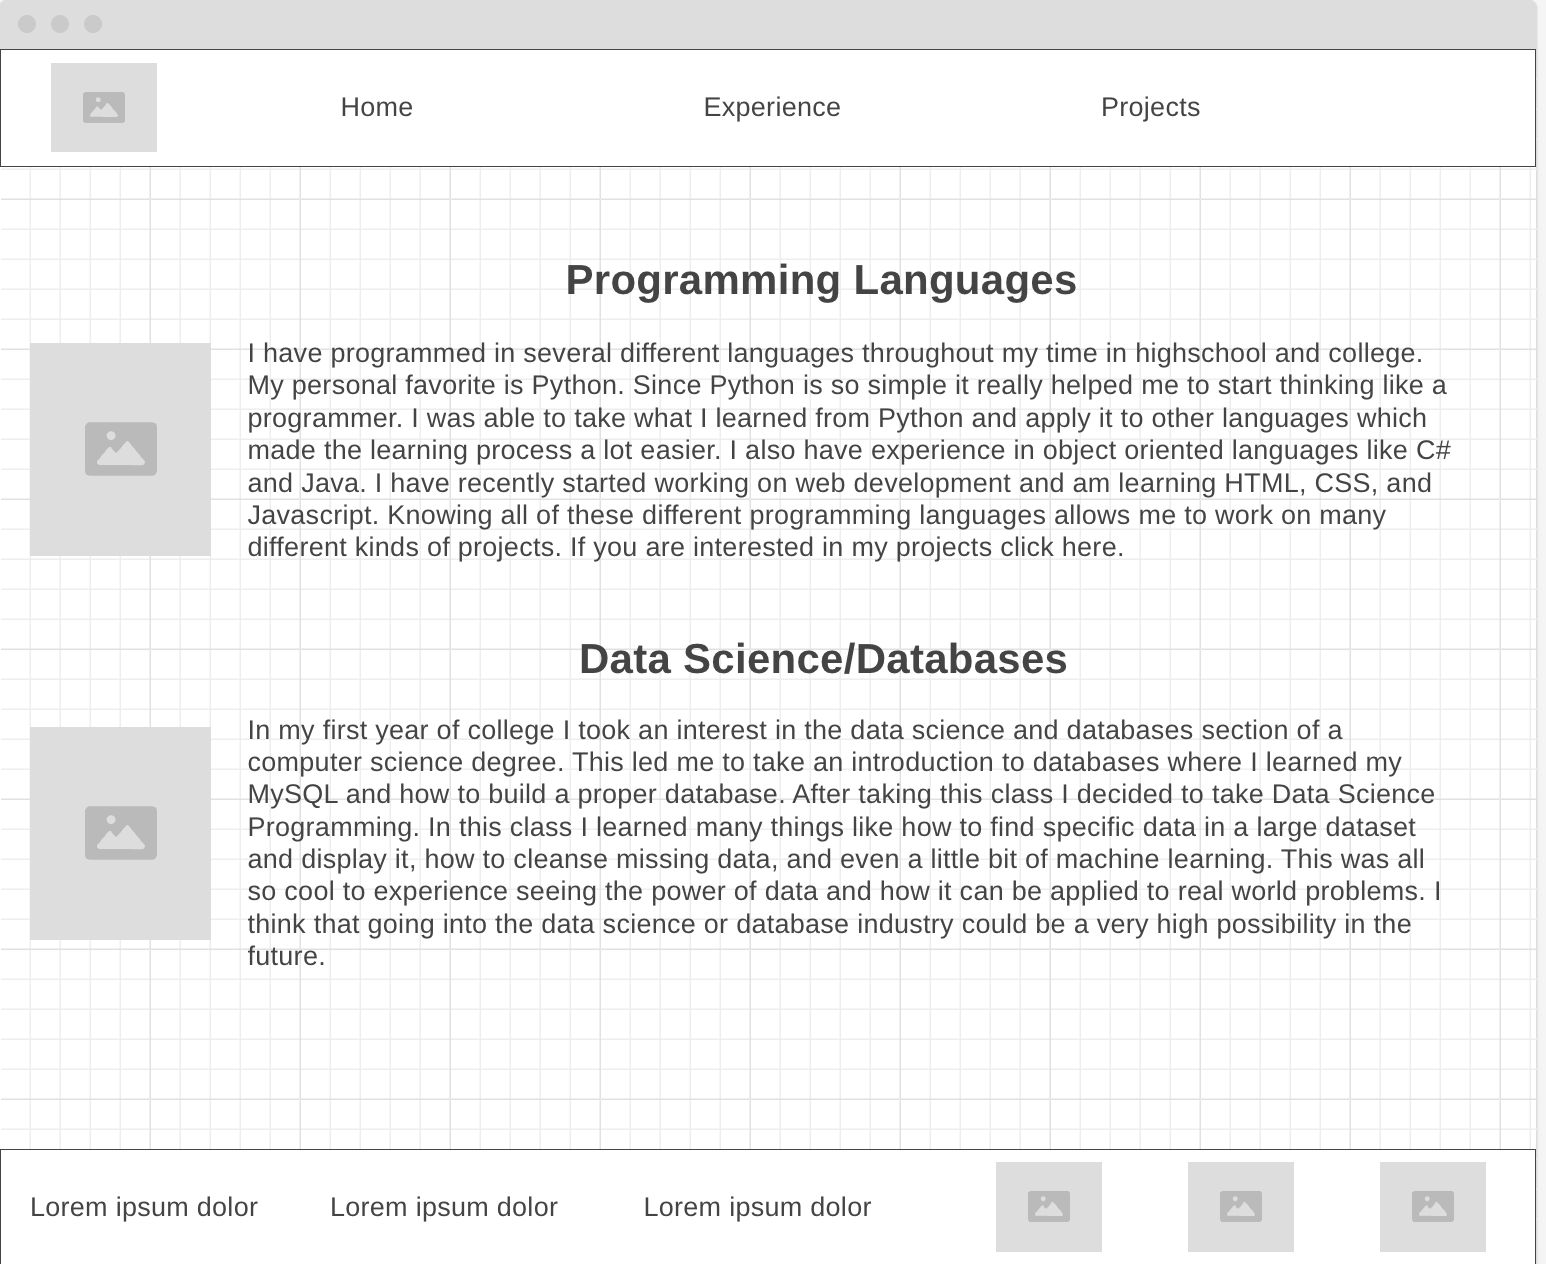 Home Experience Projects
Programming Languages
I have programmed in several different languages throughout my time in highschool and college.
My personal favorite is Python. Since Python is so simple it really helped me to start thinking like a
programmer. I was able to take what I learned from Python and apply it to other languages which
made the learning process a lot easier. I also have experience in object oriented languages like C#
and Java. I have recently started working on web development and am learning HTML, CSS, and
Javascript. Knowing all of these different programming languages allows me to work on many
different kinds of projects. If you are interested in my projects click here.
Data Science/Databases
In my first year of college I took an interest in the data science and databases section of a
computer science degree. This led me to take an introduction to databases where I learned my
MySQL and how to build a proper database. After taking this class I decided to take Data Science
Programming. In this class I learned many things like how to find specific data in a large dataset
and display it, how to cleanse missing data, and even a little bit of machine learning. This was all
so cool to experience seeing the power of data and how it can be applied to real world problems. I
think that going into the data science or database industry could be a very high possibility in the
future.
Lorem ipsum dolor Lorem ipsum dolor Lorem ipsum dolor